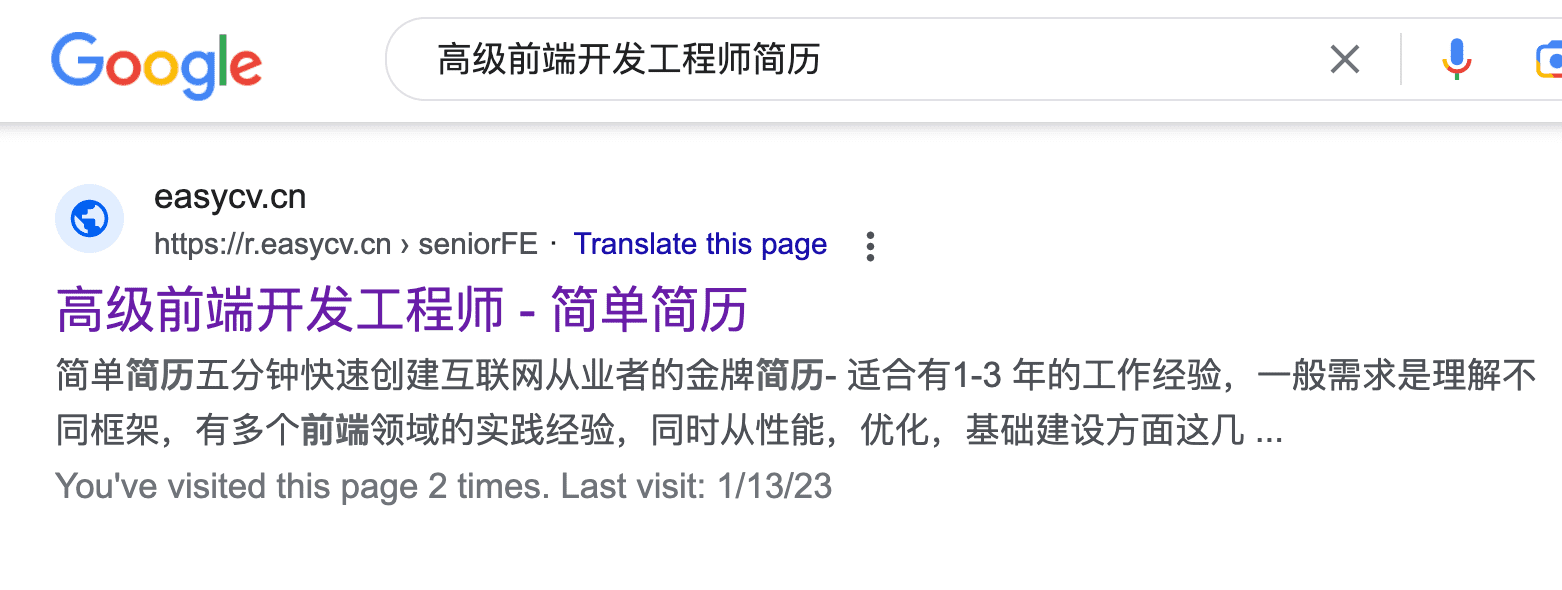 Google
高级前端开发工程师简历
easycv.cn
https://r.easycv.cn › seniorFE · Translate this page
高级前端开发工程师 - 简单简历
简单简历五分钟快速创建互联网从业者的金牌简历- 适合有1-3 年的工作经验，一般需求是理解不
同框架，有多个前端领域的实践经验，同时从性能，优化，基础建设方面这几 ...
You've visited this page 2 times. Last visit: 1/13/23